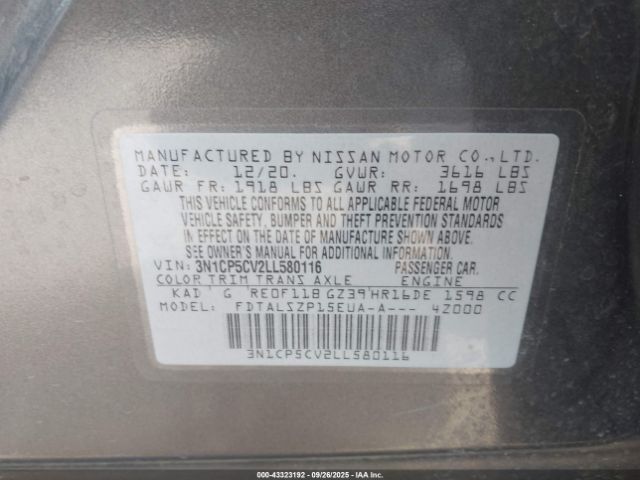 MANUFACTURED BY NISSAN MOTOR CO., LTD.
DATE: 12/20. GVWR: 3616 LBS
GAWR FR: 1918 LBS GAWR RR: 1698 LBS
THIS VEHICLE CONFORMS TO ALL APPLICABLE FEDERAL MOTOR
VEHICLE SAFETY, BUMPER AND THEFT PREVENTION STANDARDS
IN EFFECT ON THE DATE OF MANUFACTURE SHOWN ABOVE.
SEE OWNER'S MANUAL FOR ADDITIONAL INFORMATION.
VIN: 3N1CP5CV2LL580116 PASSENGER CAR.
COLOR TRIM TRANS AXLE ENGINE
KAD G RE0F11B GZ39 HR16DE 1598 CC
MODEL: FDTALSZP15EUA-A--- 42000
3N1CP5CV2LL580116
000-43323192 - 09/26/2025 - IAA Inc.